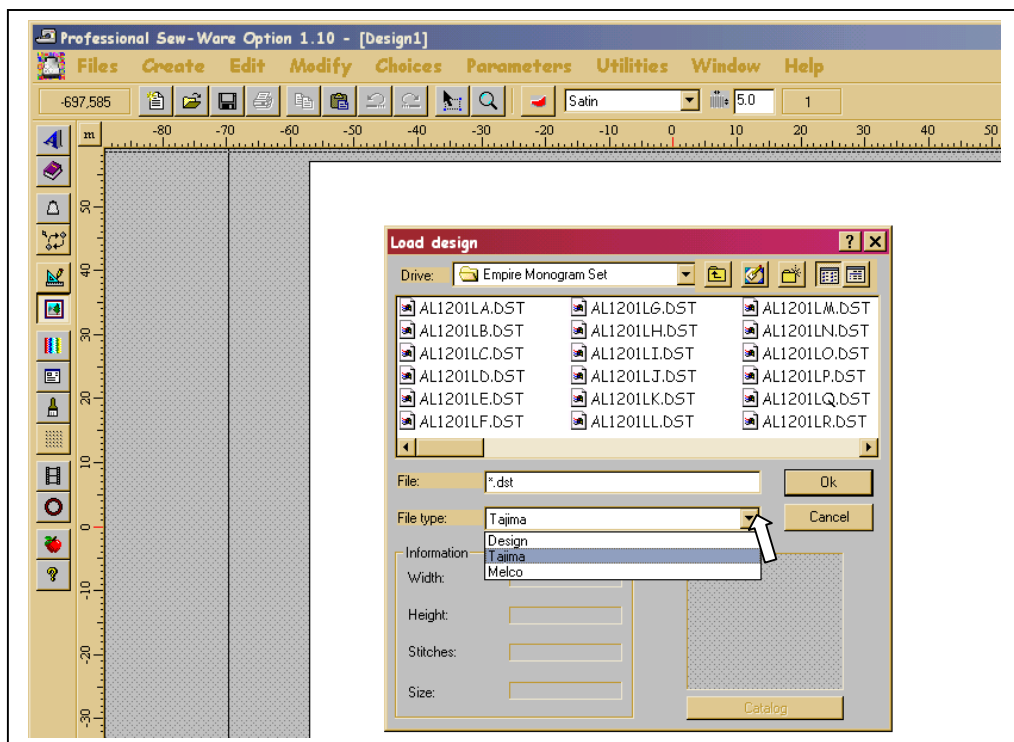 Professional Sew-Ware Option 1.10 - [Design1]
Files Create Edit Modify Choices Parameters Utilities Window Help
-697,585 Satin 5.0 1
m -80 -70 -60 -50 -40 -30 -20 -10 0 10 20 30 40 50
50
40
30
20
10
0
-10
-20
-30
Load design
Drive: Empire Monogram Set
AL1201LA.DST AL1201LG.DST AL1201LM.DST
AL1201LB.DST AL1201LH.DST AL1201LN.DST
AL1201LC.DST AL1201LI.DST AL1201LO.DST
AL1201LD.DST AL1201LJ.DST AL1201LP.DST
AL1201LE.DST AL1201LK.DST AL1201LQ.DST
AL1201LF.DST AL1201LL.DST AL1201LR.DST
File: *.dst Ok
File type: Tajima Cancel
Design
Tajima
Melco
Information
Width:
Height:
Stitches:
Size:
Catalog